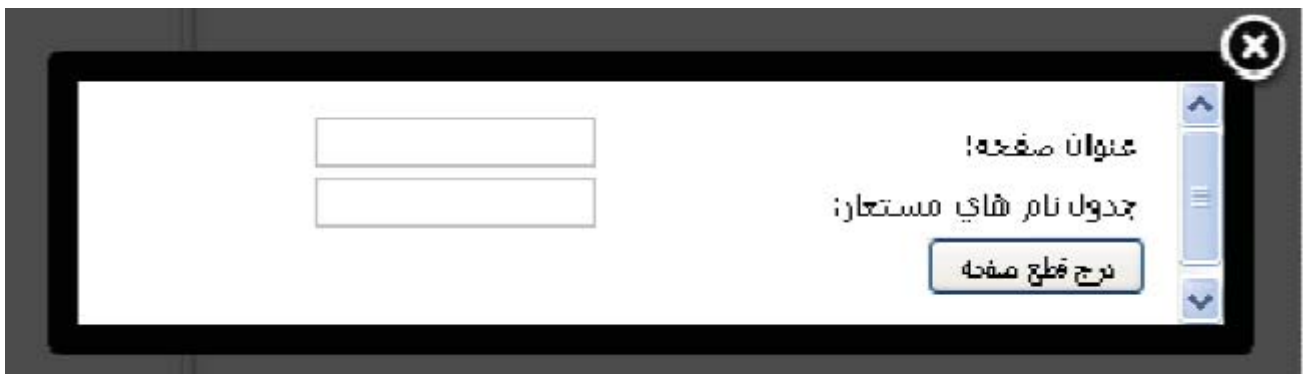 عنوان صفحه:
جدول نام هاي مستعار:
درج قطع صفحه